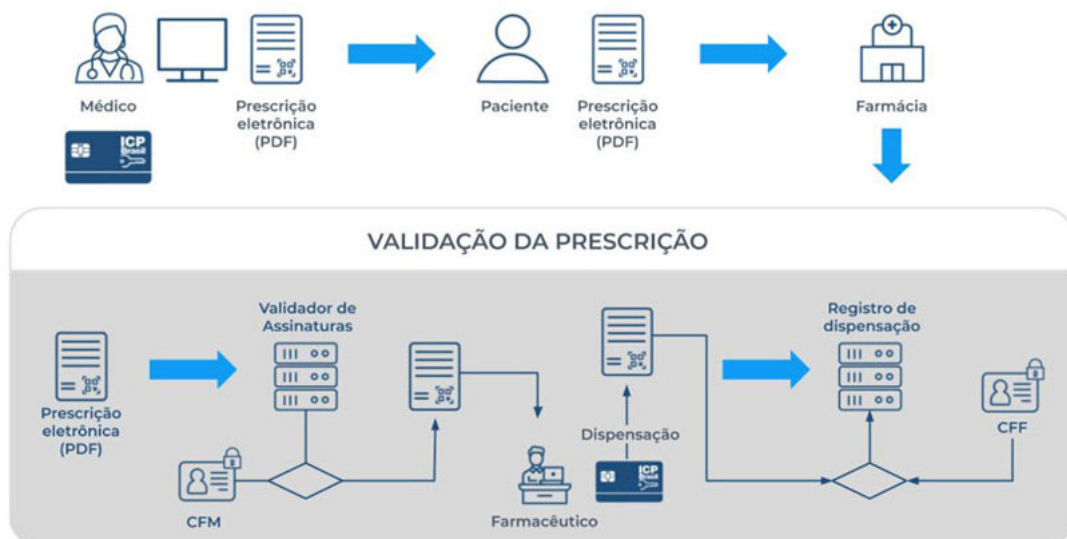 Médico
Prescrição
eletrônica
(PDF)
ICP
Brasil
Paciente
Prescrição
eletrônica
(PDF)
Farmácia
VALIDAÇÃO DA PRESCRIÇÃO
Prescrição
eletrônica
(PDF)
Validador de
Assinaturas
CFM
Farmacêutico
Dispensação
ICP
Brasil
Registro de
dispensação
CFF